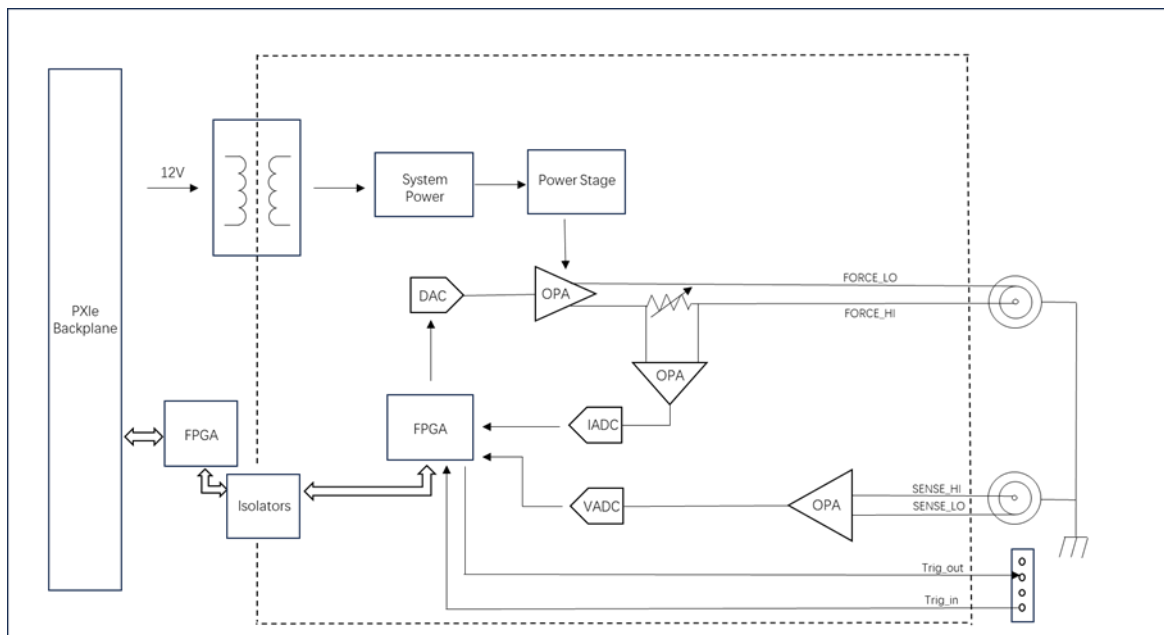 12V
System
Power
Power Stage
PXIe
Backplane
DAC
OPA
FORCE_LO
FORCE_HI
OPA
FPGA
IADC
FPGA
Isolators
VADC
OPA
SENSE_HI
SENSE_LO
Trig_out
Trig_in